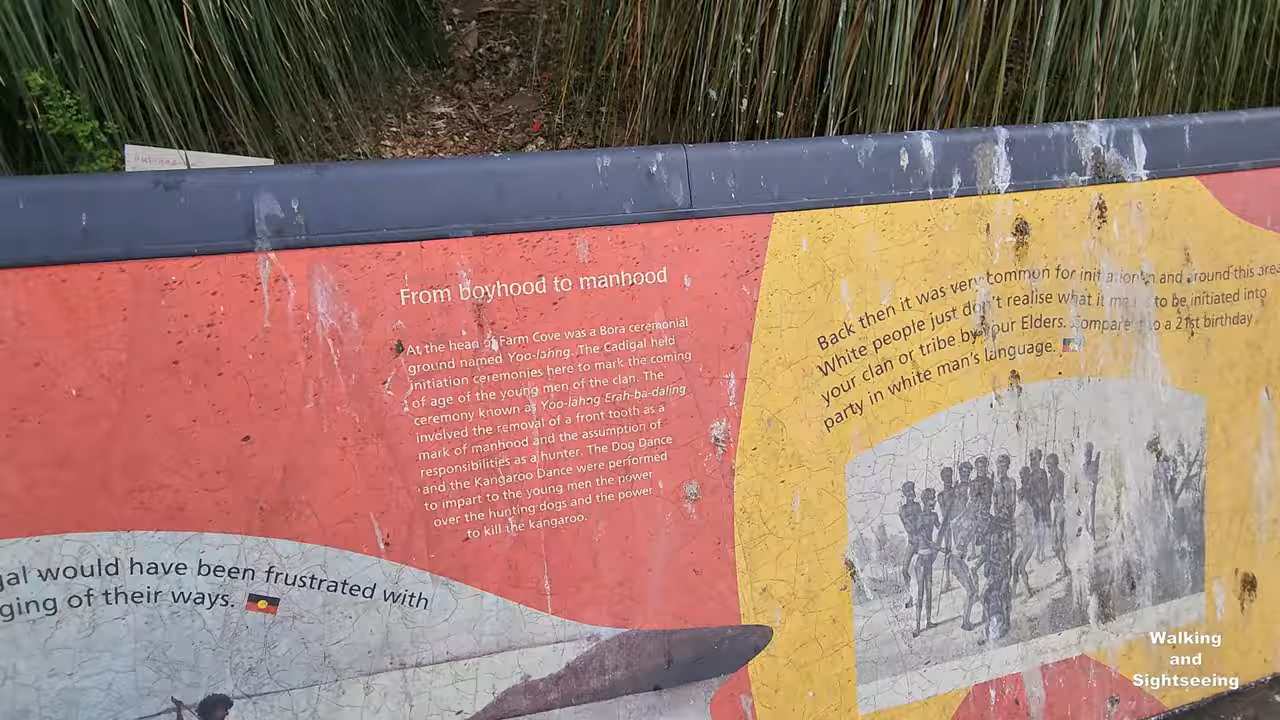 From boyhood to manhood
At the head of Farm Cove was a Bora ceremonial
ground named Yoo-lahng. The Cadigal held
initiation ceremonies here to mark the coming
of age of the young men of the clan. The
ceremony known as Yoo-lahng Erah-ba-daling
involved the removal of a front tooth as a
mark of manhood and the assumption of
responsibilities as a hunter. The Dog Dance
and the Kangaroo Dance were performed
to impart to the young men the power
over the hunting dogs and the power
to kill the kangaroo.
Back then it was very common for initiation in and around this area
White people just don't realise what it means to be initiated into
your clan or tribe by your Elders. Compare it to a 21st birthday
party in white man's language.
gal would have been frustrated with
ging of their ways.
Walking
and
Sightseeing